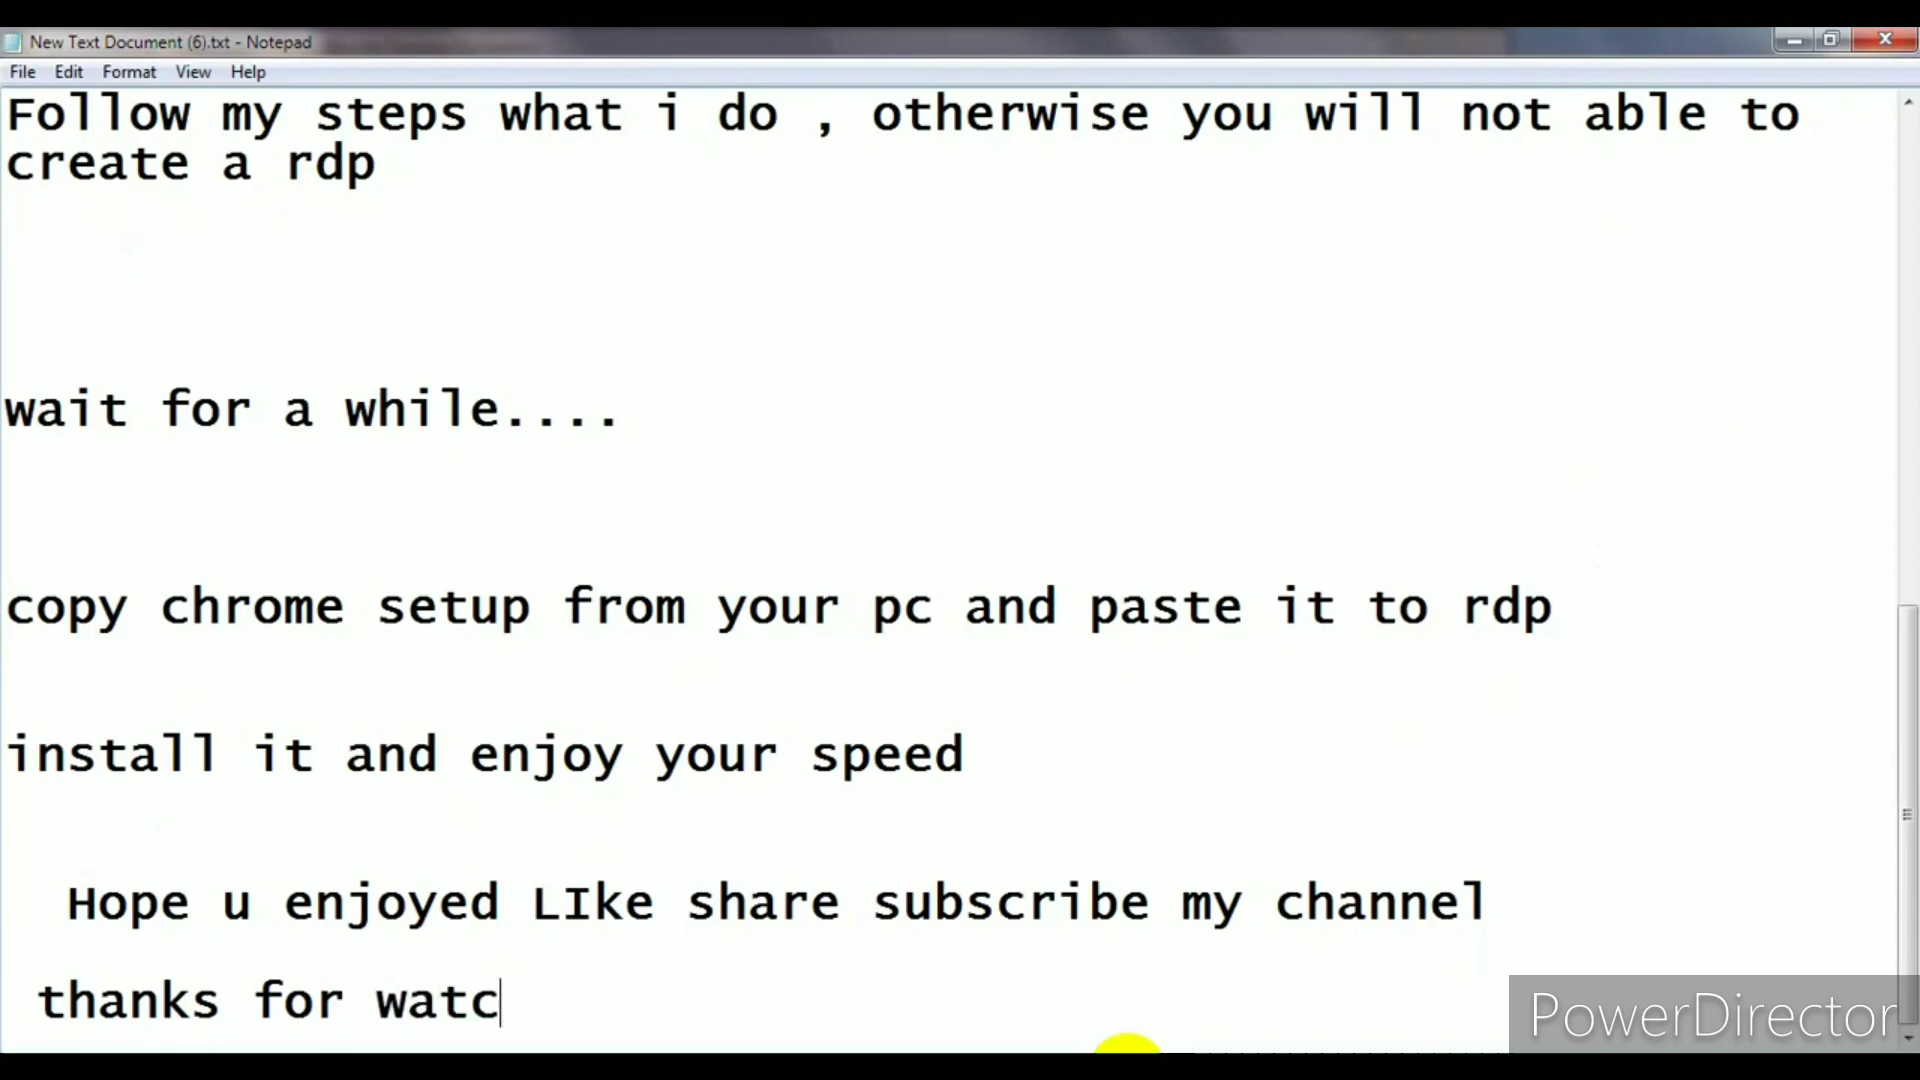 New Text Document (6).txt - Notepad
File Edit Format View Help
Follow my steps what i do , otherwise you will not able to
create a rdp
wait for a while....
copy chrome setup from your pc and paste it to rdp
install it and enjoy your speed
Hope u enjoyed LIke share subscribe my channel
thanks for watc
PowerDirector